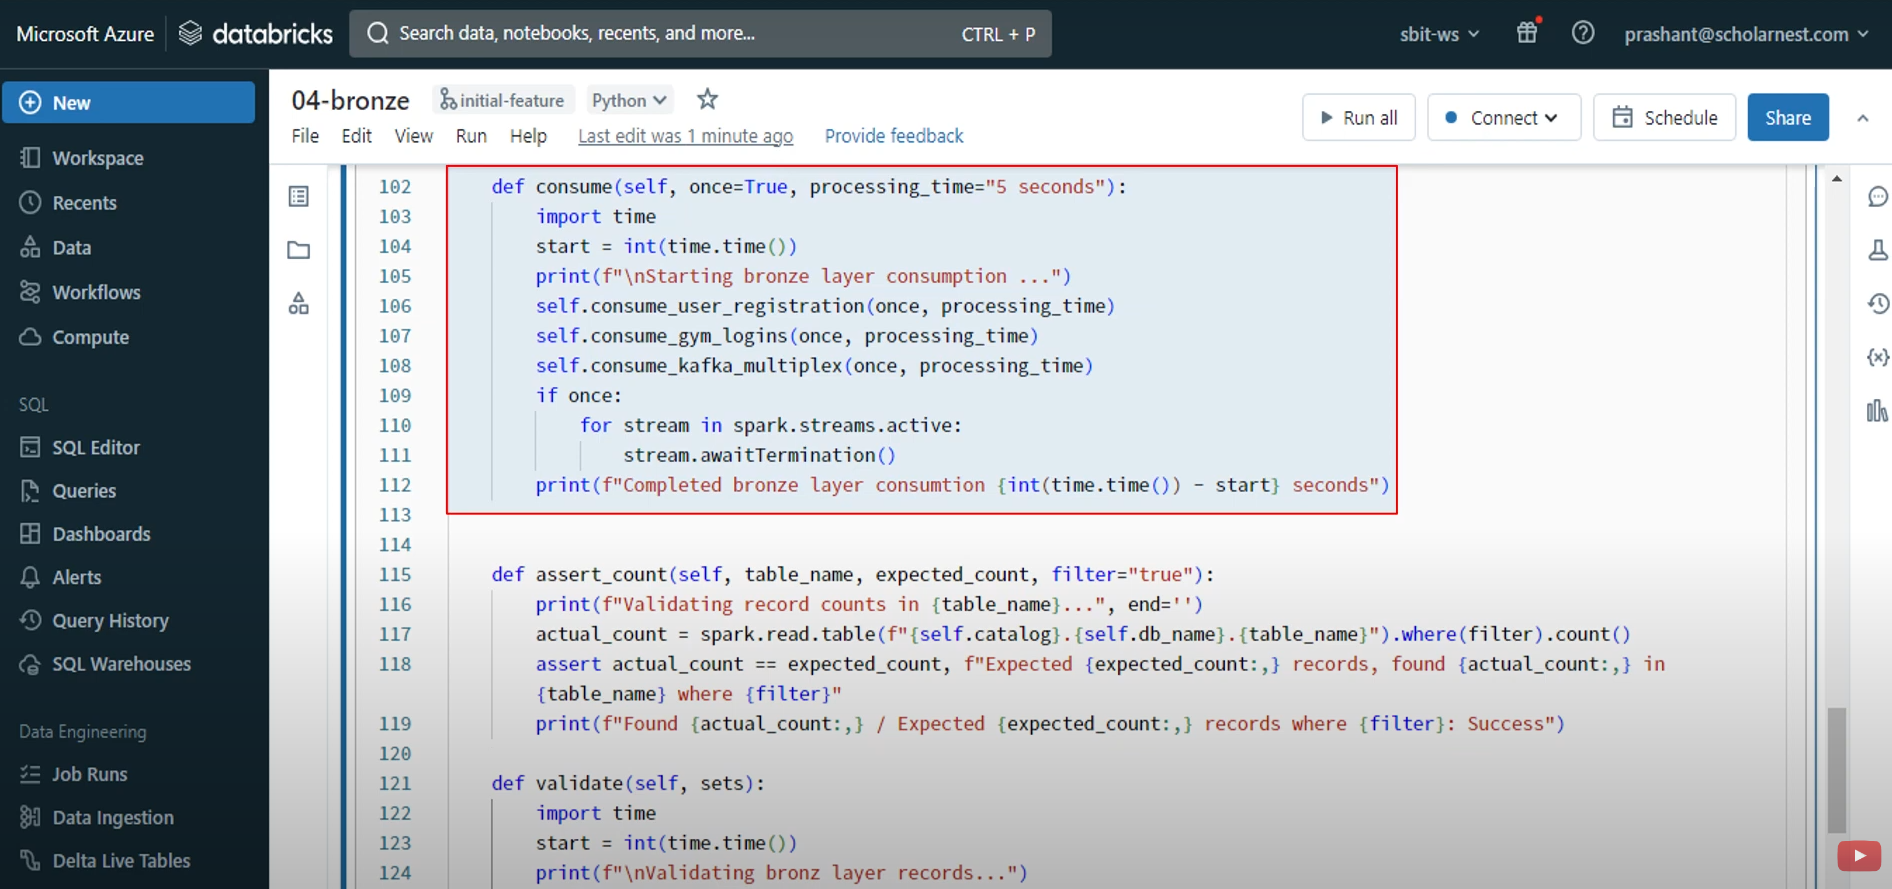 Microsoft Azure databricks Search data, notebooks, recents, and more... CTRL + P sbit-ws prashant@scholarnest.com
New
Workspace
Recents
Data
Workflows
Compute
SQL
SQL Editor
Queries
Dashboards
Alerts
Query History
SQL Warehouses
Data Engineering
Job Runs
Data Ingestion
Delta Live Tables
04-bronze initial-feature Python
File Edit View Run Help Last edit was 1 minute ago Provide feedback
Run all Connect Schedule Share
102 def consume(self, once=True, processing_time="5 seconds"):
103 import time
104 start = int(time.time())
105 print(f"\nStarting bronze layer consumption ...")
106 self.consume_user_registration(once, processing_time)
107 self.consume_gym_logins(once, processing_time)
108 self.consume_kafka_multiplex(once, processing_time)
109 if once:
110 for stream in spark.streams.active:
111 stream.awaitTermination()
112 print(f"Completed bronze layer consumtion {int(time.time()) - start} seconds")
113
114
115 def assert_count(self, table_name, expected_count, filter="true"):
116 print(f"Validating record counts in {table_name}...", end='')
117 actual_count = spark.read.table(f"{self.catalog}.{self.db_name}.{table_name}").where(filter).count()
118 assert actual_count == expected_count, f"Expected {expected_count:,} records, found {actual_count:,} in
{table_name} where {filter}"
119 print(f"Found {actual_count:,} / Expected {expected_count:,} records where {filter}: Success")
120
121 def validate(self, sets):
122 import time
123 start = int(time.time())
124 print(f"\nValidating bronz layer records...")